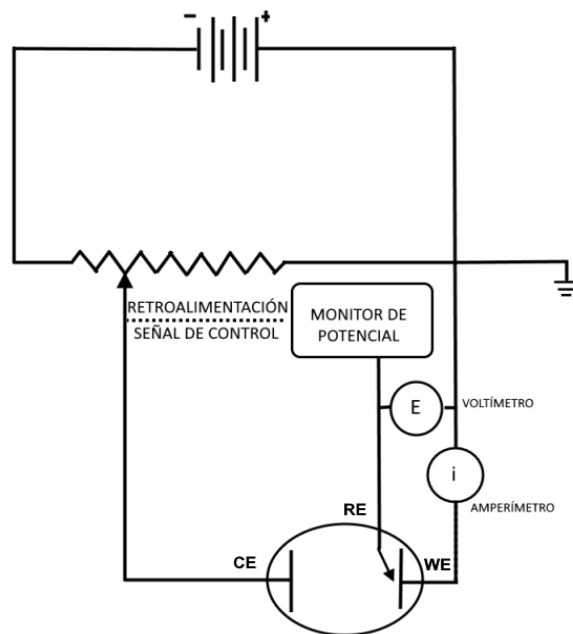 - +
RETROALIMENTACIÓN
SEÑAL DE CONTROL
MONITOR DE
POTENCIAL
E
VOLTÍMETRO
i
AMPERÍMETRO
RE
CE
WE